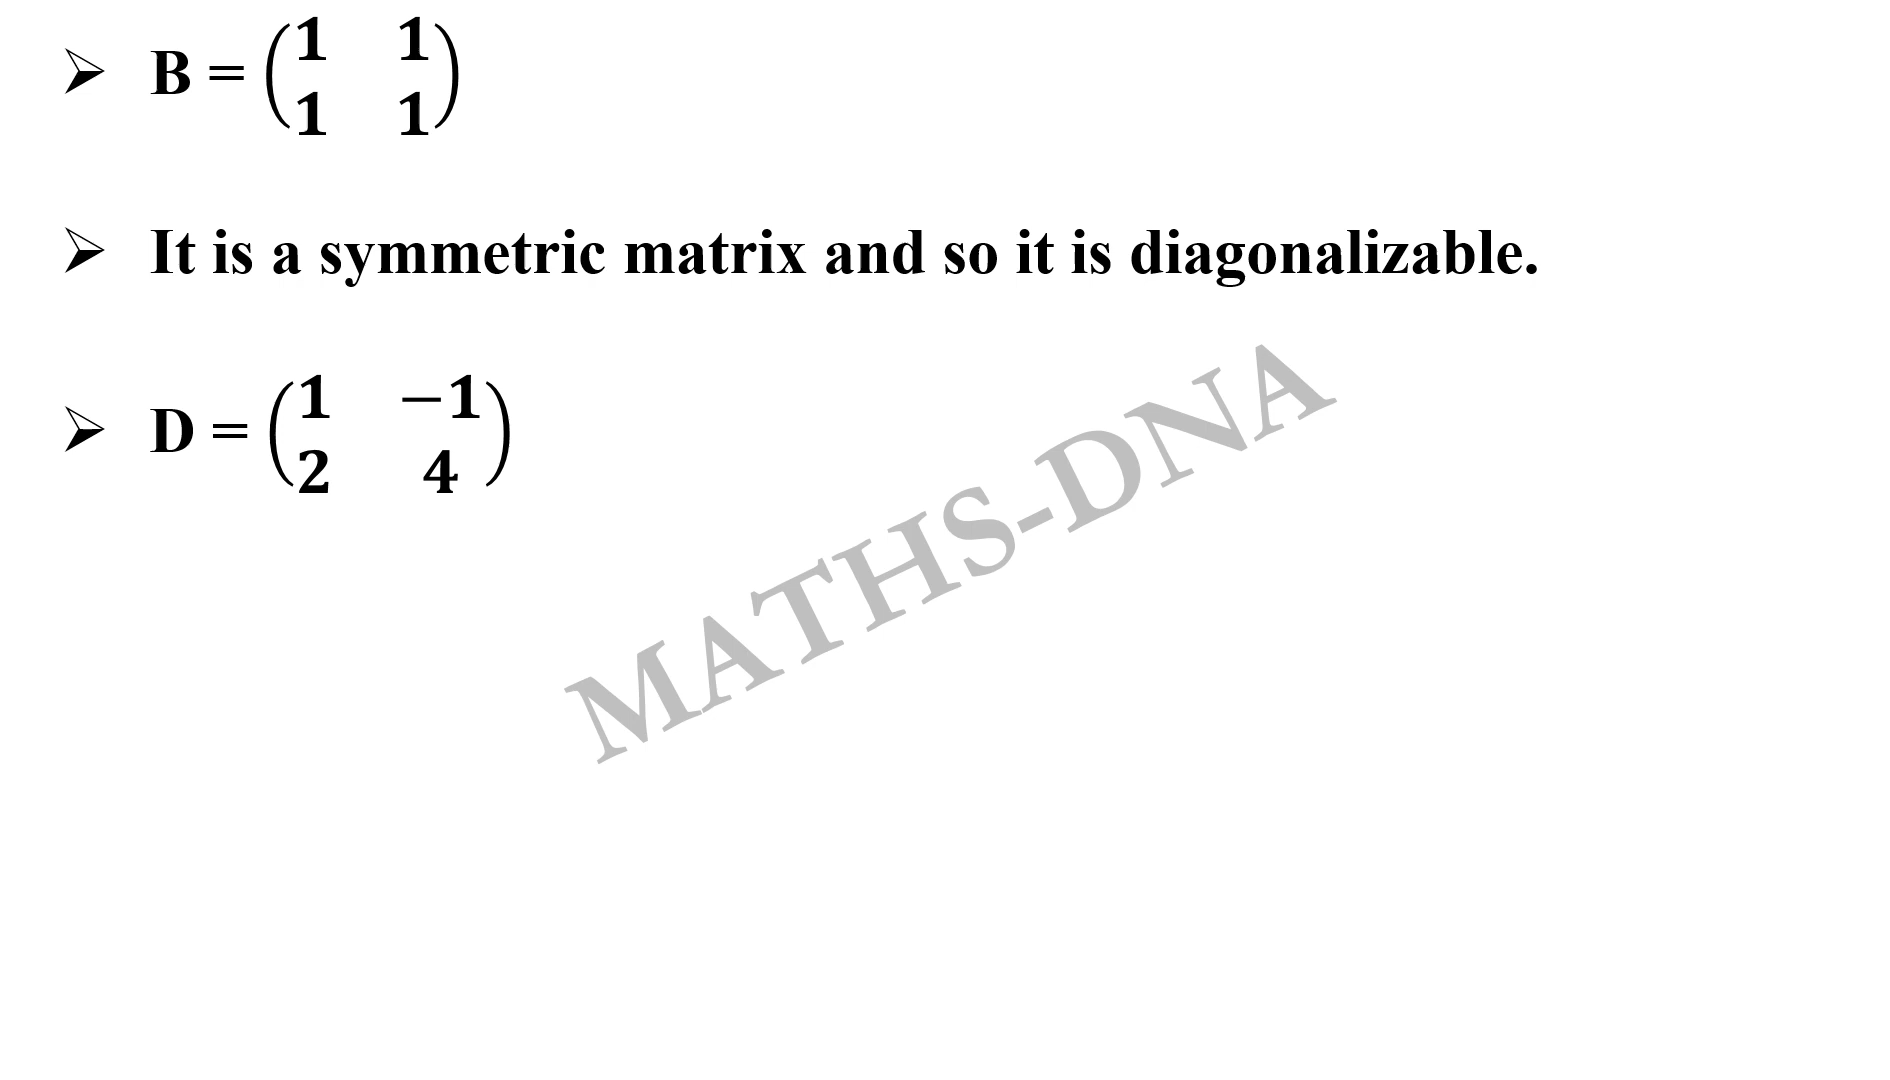 ➢ B = (1 1
1 1)
➢ It is a symmetric matrix and so it is diagonalizable.
➢ D = (1 −1
2 4)
MATHS-DNA